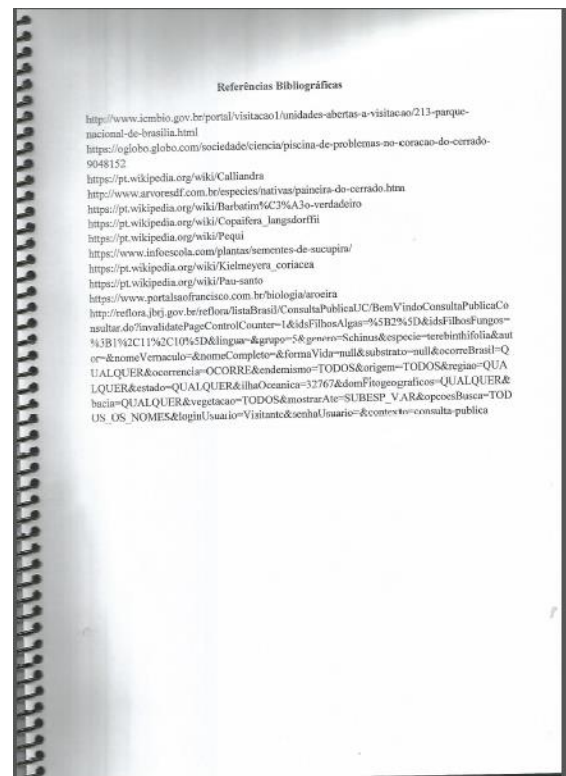 Referências Bibliográficas
http://www.icmbio.gov.br/portal/visitacao1/unidades-abertas-a-visitacao/213-parque-
nacional-de-brasilia.html
https://oglobo.globo.com/sociedade/ciencia/piscina-de-problemas-no-coracao-do-cerrado-
9048152
https://pt.wikipedia.org/wiki/Calliandra
http://www.arvoresdf.com.br/especies/nativas/paineira-do-cerrado.htm
https://pt.wikipedia.org/wiki/Barbatim%C3%A3o-verdadeiro
https://pt.wikipedia.org/wiki/Copaifera_langsdorffii
https://pt.wikipedia.org/wiki/Pequi
https://www.infoescola.com/plantas/sementes-de-sucupira/
https://pt.wikipedia.org/wiki/Kielmeyera_coriacea
https://pt.wikipedia.org/wiki/Pau-santo
https://www.portalsaofrancisco.com.br/biologia/aroeira
http://reflora.jbrj.gov.br/reflora/listaBrasil/ConsultaPublicaUC/BemVindoConsultaPublicaCo
nsultar.do?invalidatePageControlCounter=1&idsFilhosAlgas=%5B2%5D&idsFilhosFungos=
%5B1%2C11%2C10%5D&lingua=&grupo=5&genero=Schinus&especie=terebinthifolia&aut
or=&nomeVernaculo=&nomeCompleto=&formaVida=null&substrato=null&ocorreBrasil=Q
UALQUER&ocorrencia=OCORRE&endemismo=TODOS&origem=TODOS&regiao=QUA
LQUER&estado=QUALQUER&ilhaOceanica=32767&domFitogeograficos=QUALQUER&
bacia=QUALQUER&vegetacao=TODOS&mostrarAte=SUBESP_VAR&opcoesBusca=TOD
OS_OS_NOMES&loginUsuario=Visitante&senhaUsuario=&contexto=consulta-publica